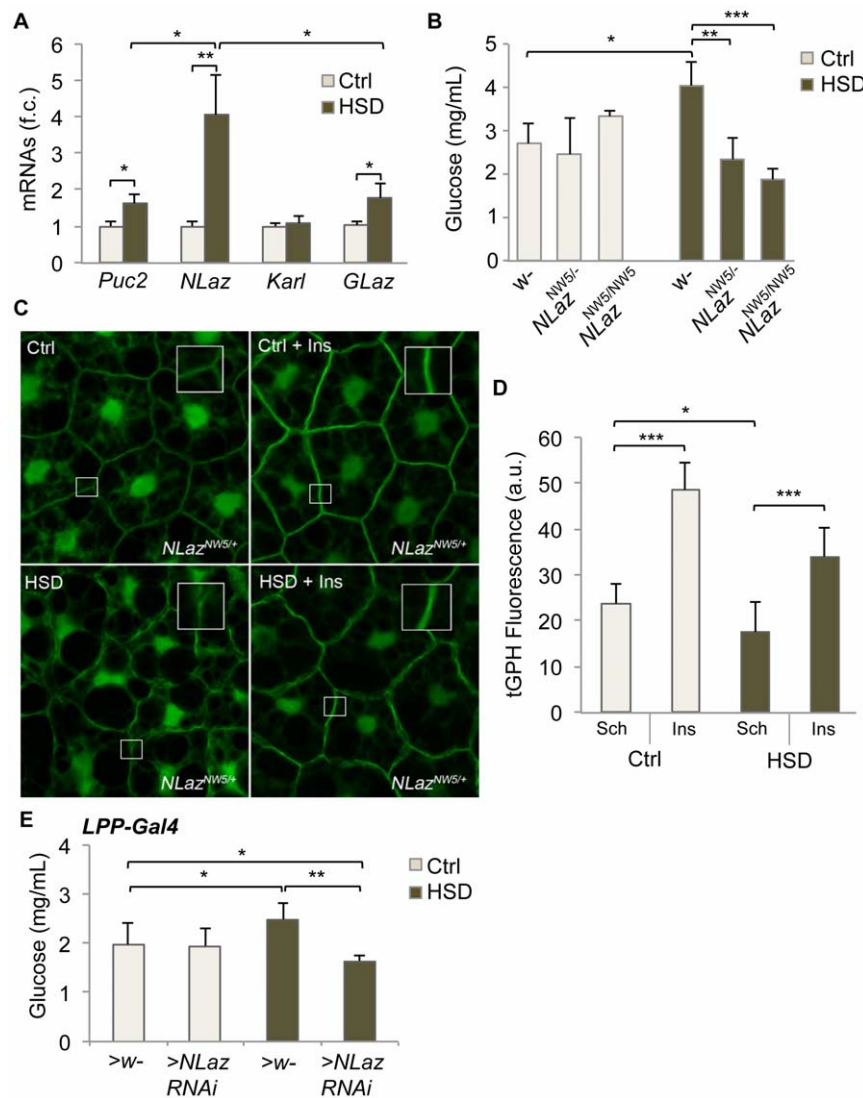 A
mRNAs (f.c.)
6
5
4
3
2
1
0
*
**
*
*
*
Ctrl
HSD
Puc2 NLaz Karl GLaz
B
Glucose (mg/mL)
5
4
3
2
1
0
*
***
**
Ctrl
HSD
w-
NLaz NW5/-
NLaz NW5/NW5
w-
NLaz NW5/-
NLaz NW5/NW5
C
Ctrl
NLaz NW5/+
Ctrl + Ins
NLaz NW5/+
HSD
NLaz NW5/+
HSD + Ins
NLaz NW5/+
D
tGPH Fluorescence (a.u.)
60
50
40
30
20
10
0
*
***
***
Sch Ins Sch Ins
Ctrl HSD
E
LPP-Gal4
Glucose (mg/mL)
4
3
2
1
0
*
*
**
Ctrl
HSD
>w- >NLaz >w- >NLaz
RNAi RNAi